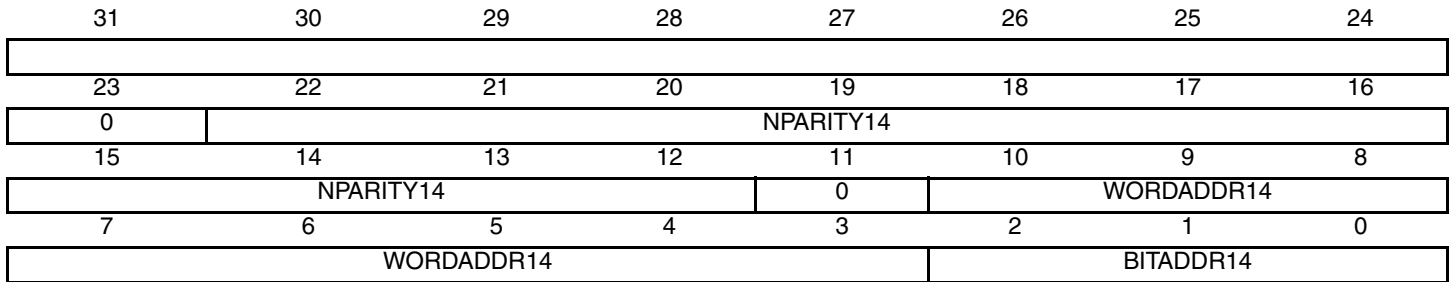 31 30 29 28 27 26 25 24
23 22 21 20 19 18 17 16
0 NPARITY14
15 14 13 12 11 10 9 8
NPARITY14 0 WORDADDR14
7 6 5 4 3 2 1 0
WORDADDR14 BITADDR14